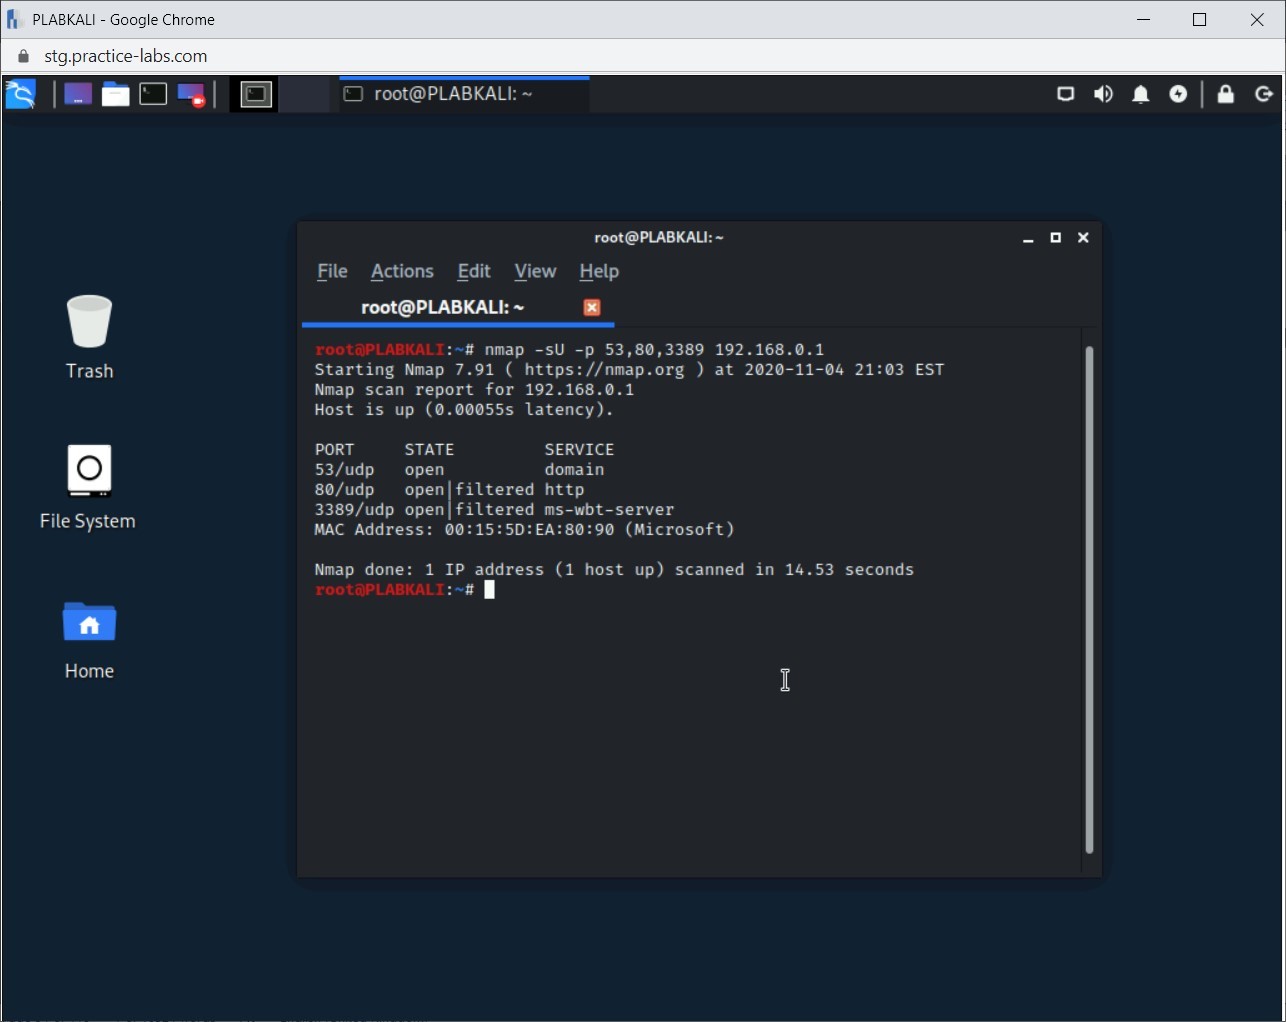 PLABKALI - Google Chrome
stg.practice-labs.com
root@PLABKALI: ~
root@PLABKALI: ~
File Actions Edit View Help
root@PLABKALI: ~
root@PLABKALI:~# nmap -sU -p 53,80,3389 192.168.0.1
Starting Nmap 7.91 ( https://nmap.org ) at 2020-11-04 21:03 EST
Nmap scan report for 192.168.0.1
Host is up (0.00055s latency).
PORT     STATE         SERVICE
53/udp   open          domain
80/udp   open|filtered http
3389/udp open|filtered ms-wbt-server
MAC Address: 00:15:5D:EA:80:90 (Microsoft)
Nmap done: 1 IP address (1 host up) scanned in 14.53 seconds
root@PLABKALI:~#
Trash
File System
Home